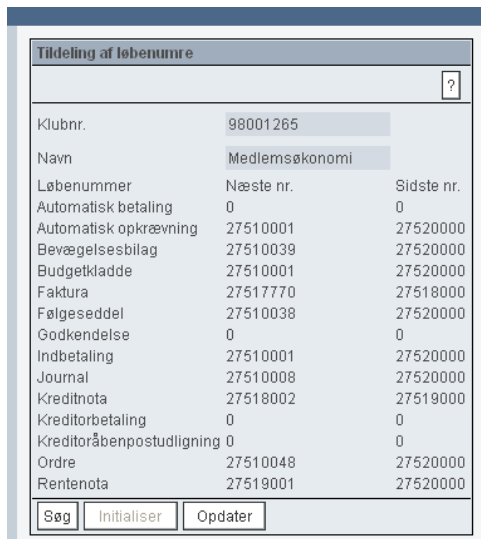 Tildeling af løbenumre
?
Klubnr. 98001265
Navn Medlemsøkonomi
Løbenummer Næste nr. Sidste nr.
Automatisk betaling 0 0
Automatisk opkrævning 27510001 27520000
Bevægelsesbilag 27510039 27520000
Budgetkladde 27510001 27520000
Faktura 27517770 27518000
Følgeseddel 27510038 27520000
Godkendelse 0 0
Indbetaling 27510001 27520000
Journal 27510008 27520000
Kreditnota 27518002 27519000
Kreditorbetaling 0 0
Kreditoråbenpostudligning 0 0
Ordre 27510048 27520000
Rentenota 27519001 27520000
Søg Initialiser Opdater